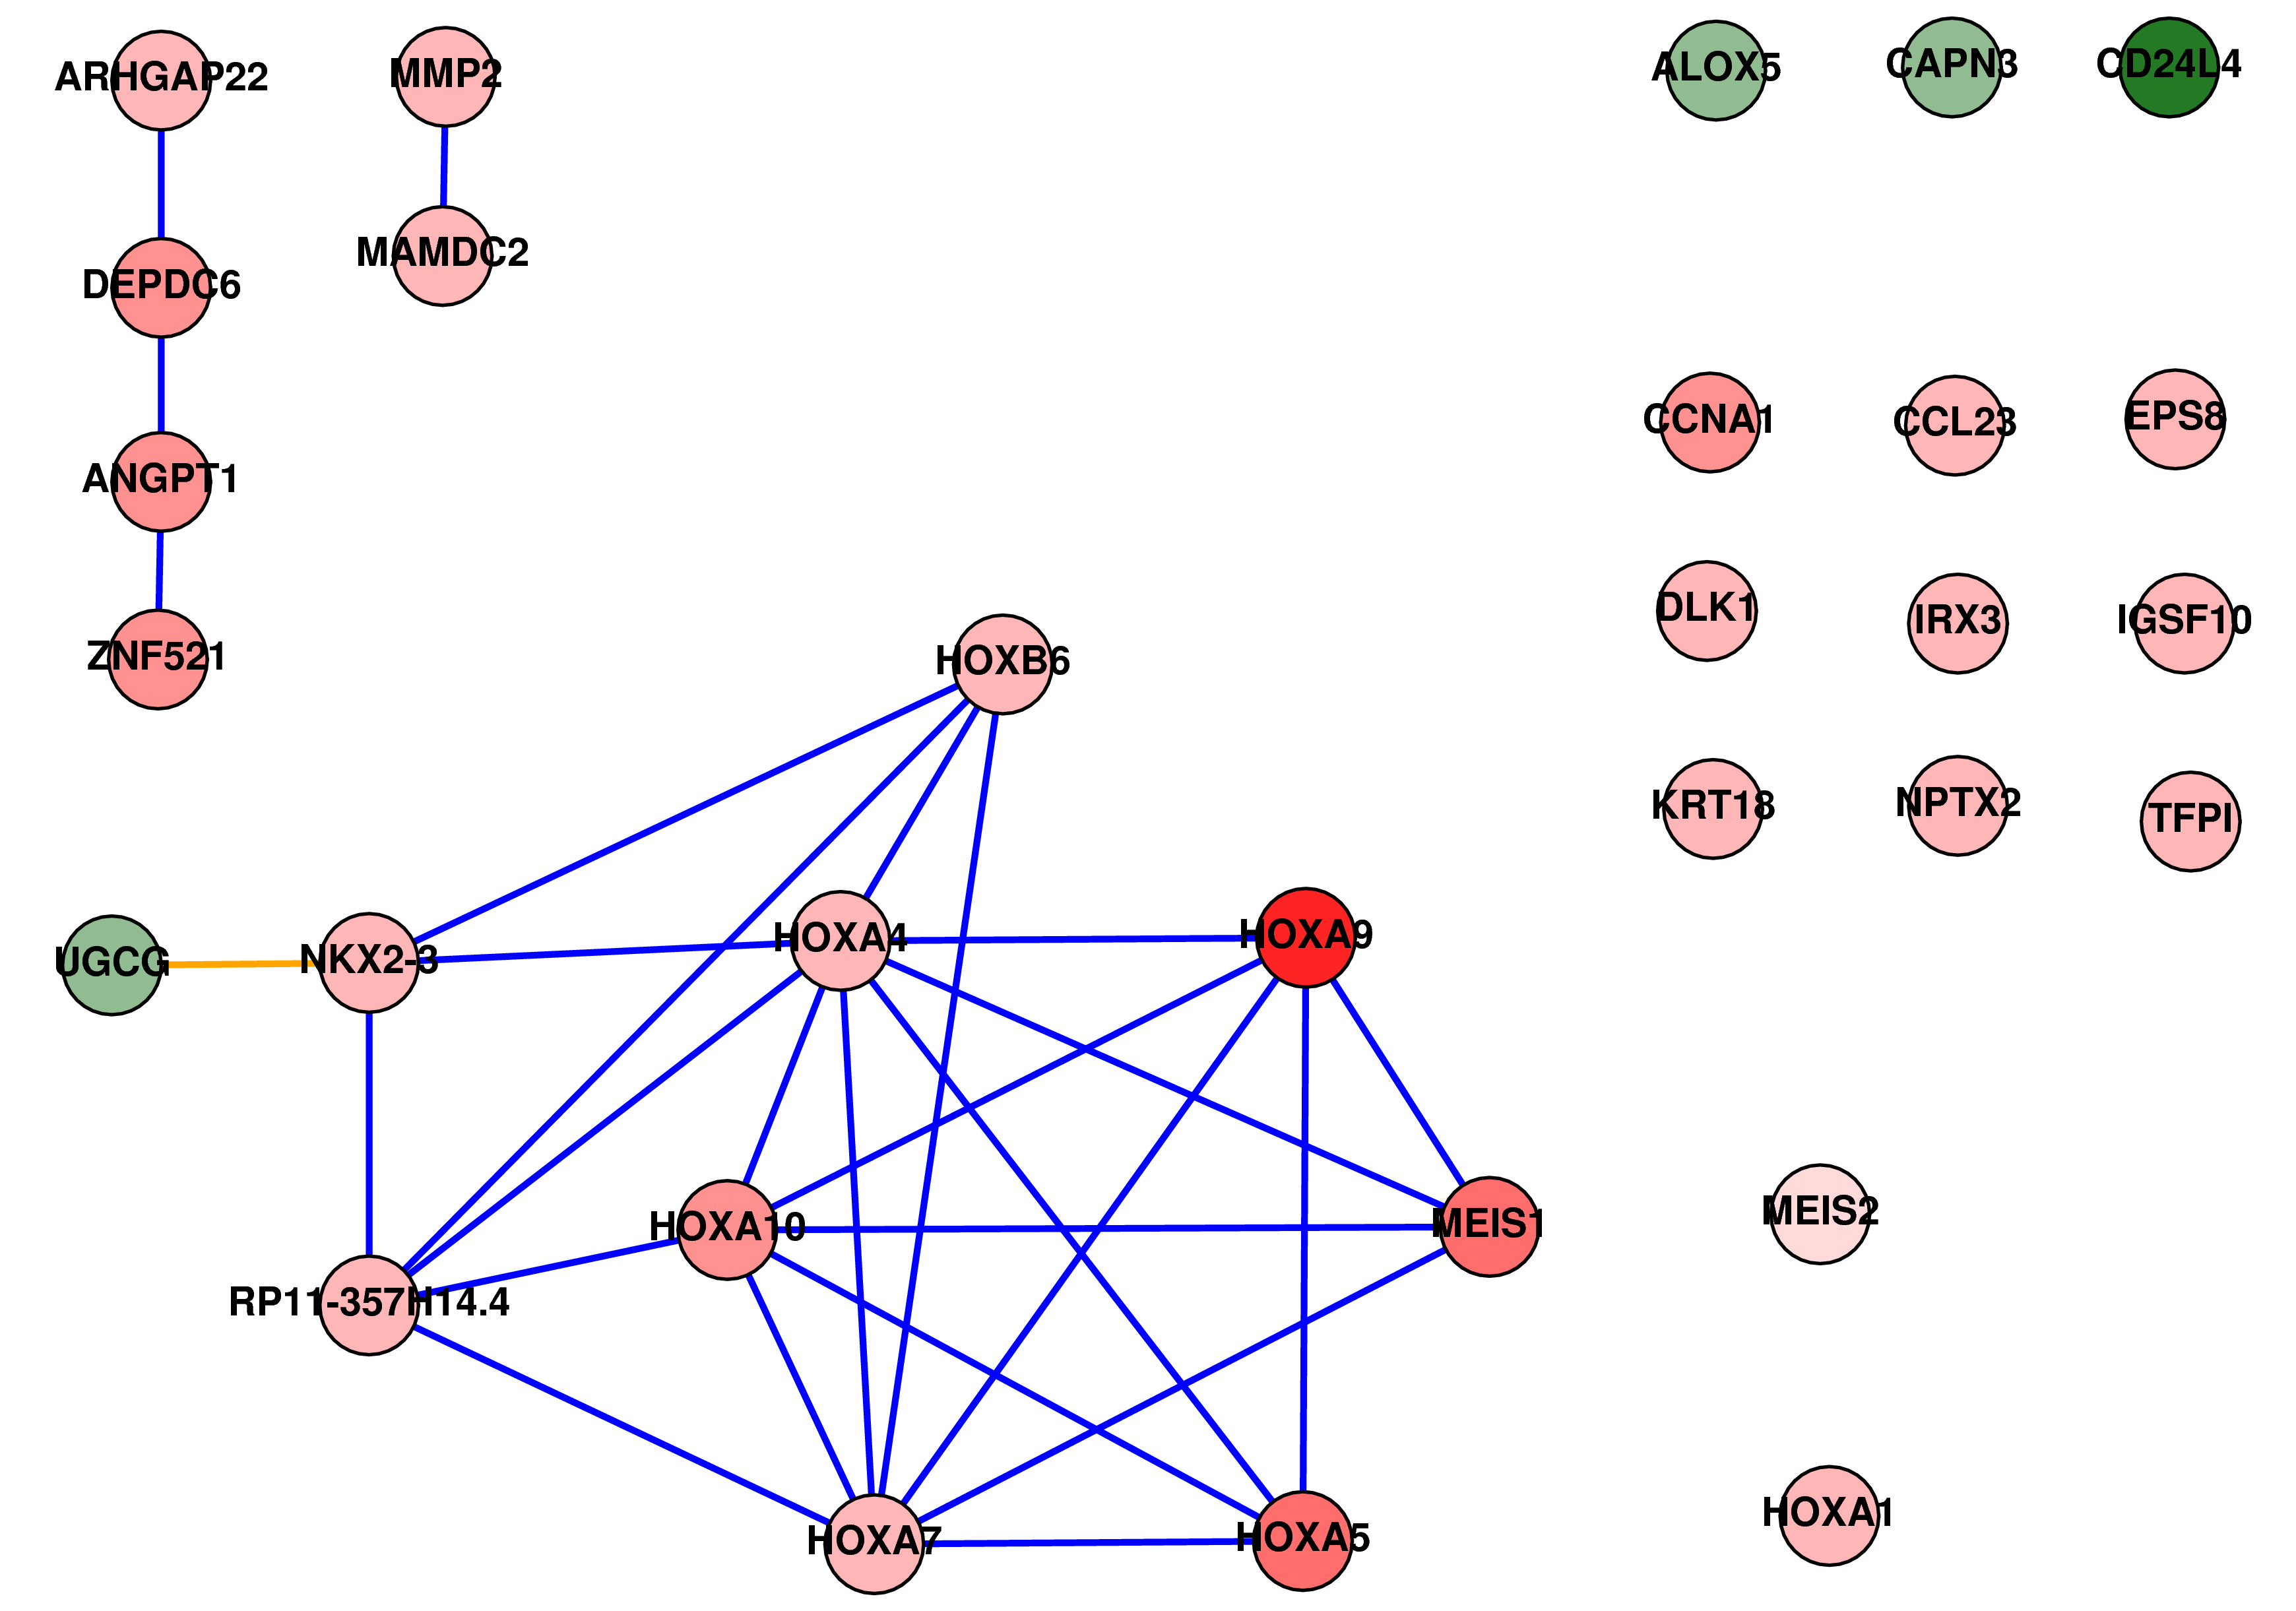 ARHGAP22
MMP2
ALOX5
CAPN3
CD24L4
DEPDC6
MAMDC2
CCNA1
CCL23
EPS8
ANGPT1
DLK1
IRX3
IGSF10
ZNF521
HOXB6
KRT18
NPTX2
TFPI
UGCG
NKX2-3
HOXA4
HOXA9
HOXA10
MEIS1
MEIS2
RP11-357H14.4
HOXA7
HOXA5
HOXA1